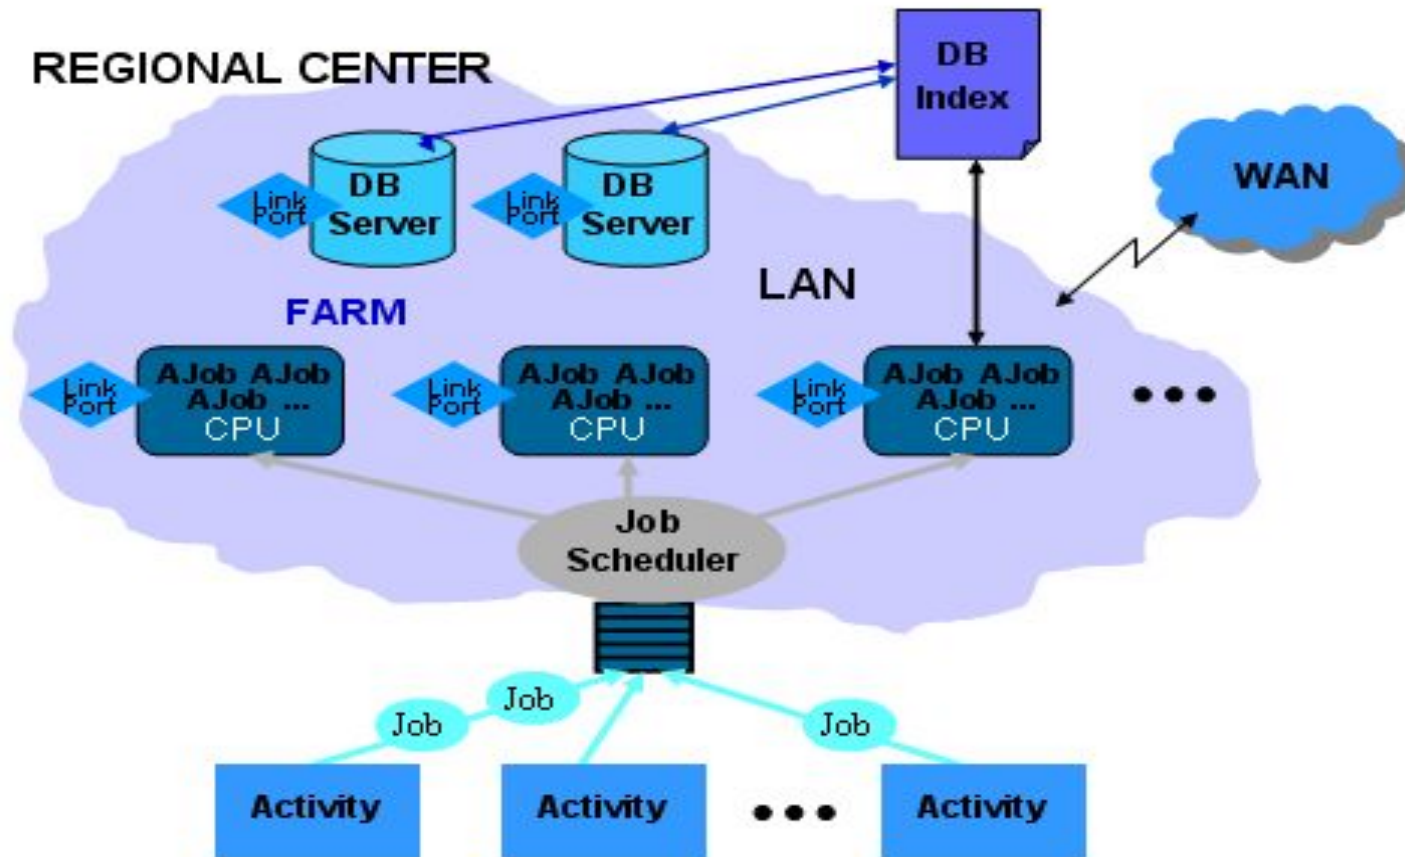 REGIONAL CENTER
DB
Index
WAN
Link
Port
DB
Server
Link
Port
DB
Server
LAN
FARM
Link
Port
AJob AJob
AJob ...
CPU
Link
Port
AJob AJob
AJob ...
CPU
Link
Port
AJob AJob
AJob ...
CPU
Job
Scheduler
Job
Job
Job
Activity
Activity
Activity